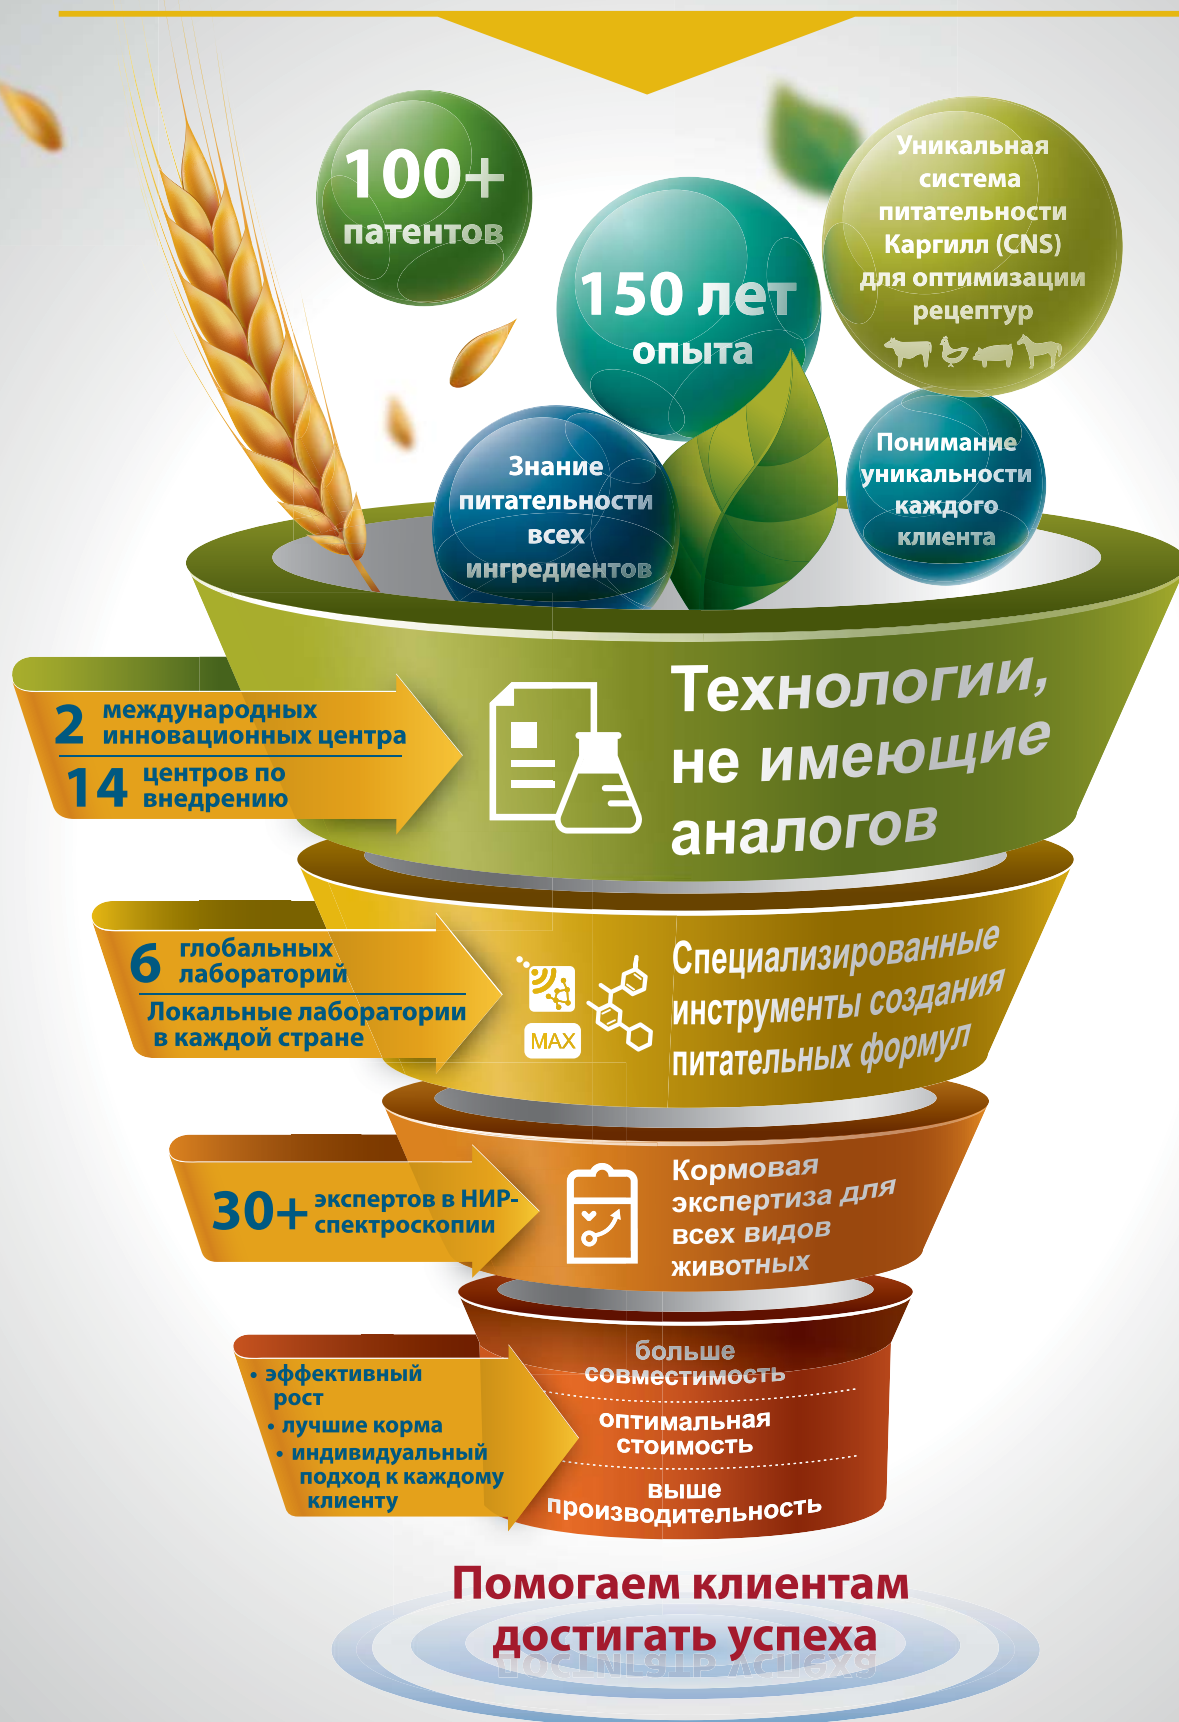 100+
патентов
150 лет
опыта
Уникальная
система
питательности
Каргилл (CNS)
для оптимизации
рецептур
Знание
питательности
всех
ингредиентов
Понимание
уникальности
каждого
клиента
2 международных
инновационных центра
14 центров по
внедрению
Технологии,
не имеющие
аналогов
6 глобальных
лабораторий
Локальные лаборатории
в каждой стране
MAX
Специализированные
инструменты создания
питательных формул
30+ экспертов в НИР-
спектроскопии
Кормовая
экспертиза для
всех видов
животных
• эффективный
рост
• лучшие корма
• индивидуальный
подход к каждому
клиенту
больше
совместимость
оптимальная
стоимость
выше
производительность
Помогаем клиентам
достигать успеха